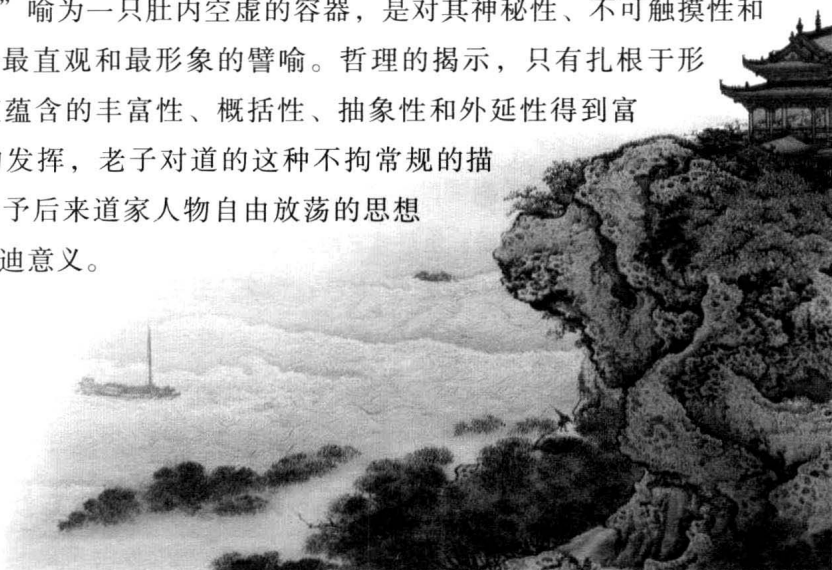 ”喻为一只肚内空虚的容器，是对其神秘性、不可触摸性和
最直观和最形象的譬喻。哲理的揭示，只有扎根于形
蕴含的丰富性、概括性、抽象性和外延性得到富
发挥，老子对道的这种不拘常规的描
予后来道家人物自由放荡的思想
迪意义。